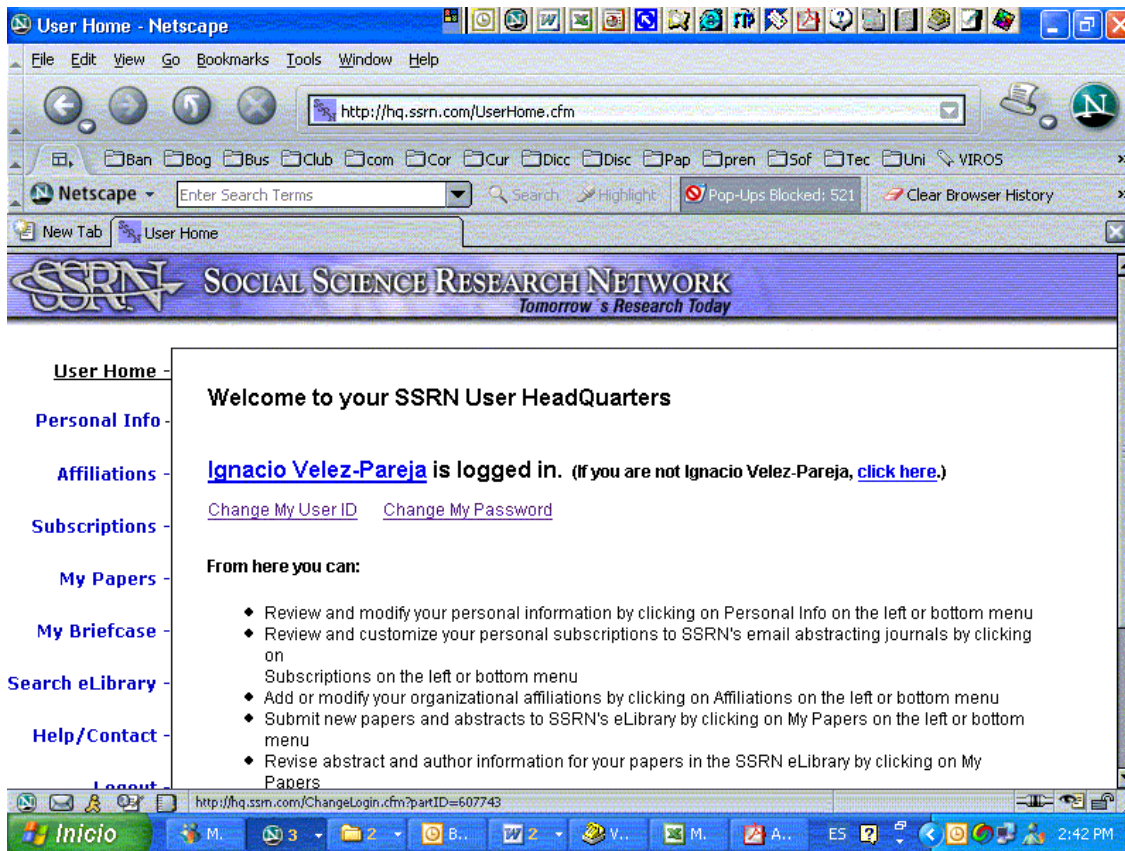 User Home - Netscape
File Edit View Go Bookmarks Tools Window Help
http://hq.ssrn.com/UserHome.cfm
Ban Bog Bus Club com Cor Cur Dicc Disc Pap pren Sof Tec Uni VIROS
Netscape Enter Search Terms Search Highlight Pop-Ups Blocked: 521 Clear Browser History
New Tab User Home
SSRN SOCIAL SCIENCE RESEARCH NETWORK
Tomorrow´s Research Today
User Home -
Personal Info -
Affiliations -
Subscriptions -
My Papers -
My Briefcase -
Search eLibrary -
Help/Contact -
Logout -
Welcome to your SSRN User HeadQuarters
Ignacio Velez-Pareja is logged in. (If you are not Ignacio Velez-Pareja, click here.)
Change My User ID Change My Password
From here you can:
Review and modify your personal information by clicking on Personal Info on the left or bottom menu
Review and customize your personal subscriptions to SSRN's email abstracting journals by clicking
on
Subscriptions on the left or bottom menu
Add or modify your organizational affiliations by clicking on Affiliations on the left or bottom menu
Submit new papers and abstracts to SSRN's eLibrary by clicking on My Papers on the left or bottom
menu
Revise abstract and author information for your papers in the SSRN eLibrary by clicking on My
Papers
http://hq.ssrn.com/ChangeLogin.cfm?partID=607743
Inicio M. 3 2 B.. 2 V.. M. A.. ES 2:42 PM